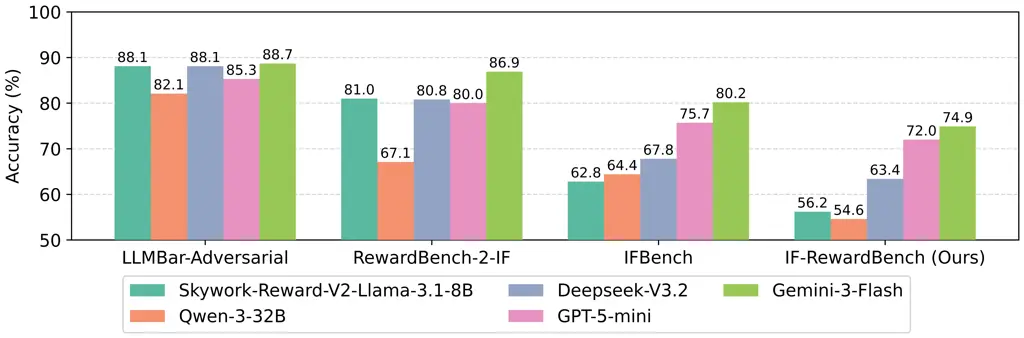 Accuracy (%)
100
90
80
70
60
50
88.1 82.1 88.1 85.3 88.7
81.0 67.1 80.8 80.0 86.9
62.8 64.4 67.8 75.7 80.2
56.2 54.6 63.4 72.0 74.9
LLMBar-Adversarial RewardBench-2-IF IFBench IF-RewardBench (Ours)
Skywork-Reward-V2-Llama-3.1-8B Deepseek-V3.2 Gemini-3-Flash
Qwen-3-32B GPT-5-mini